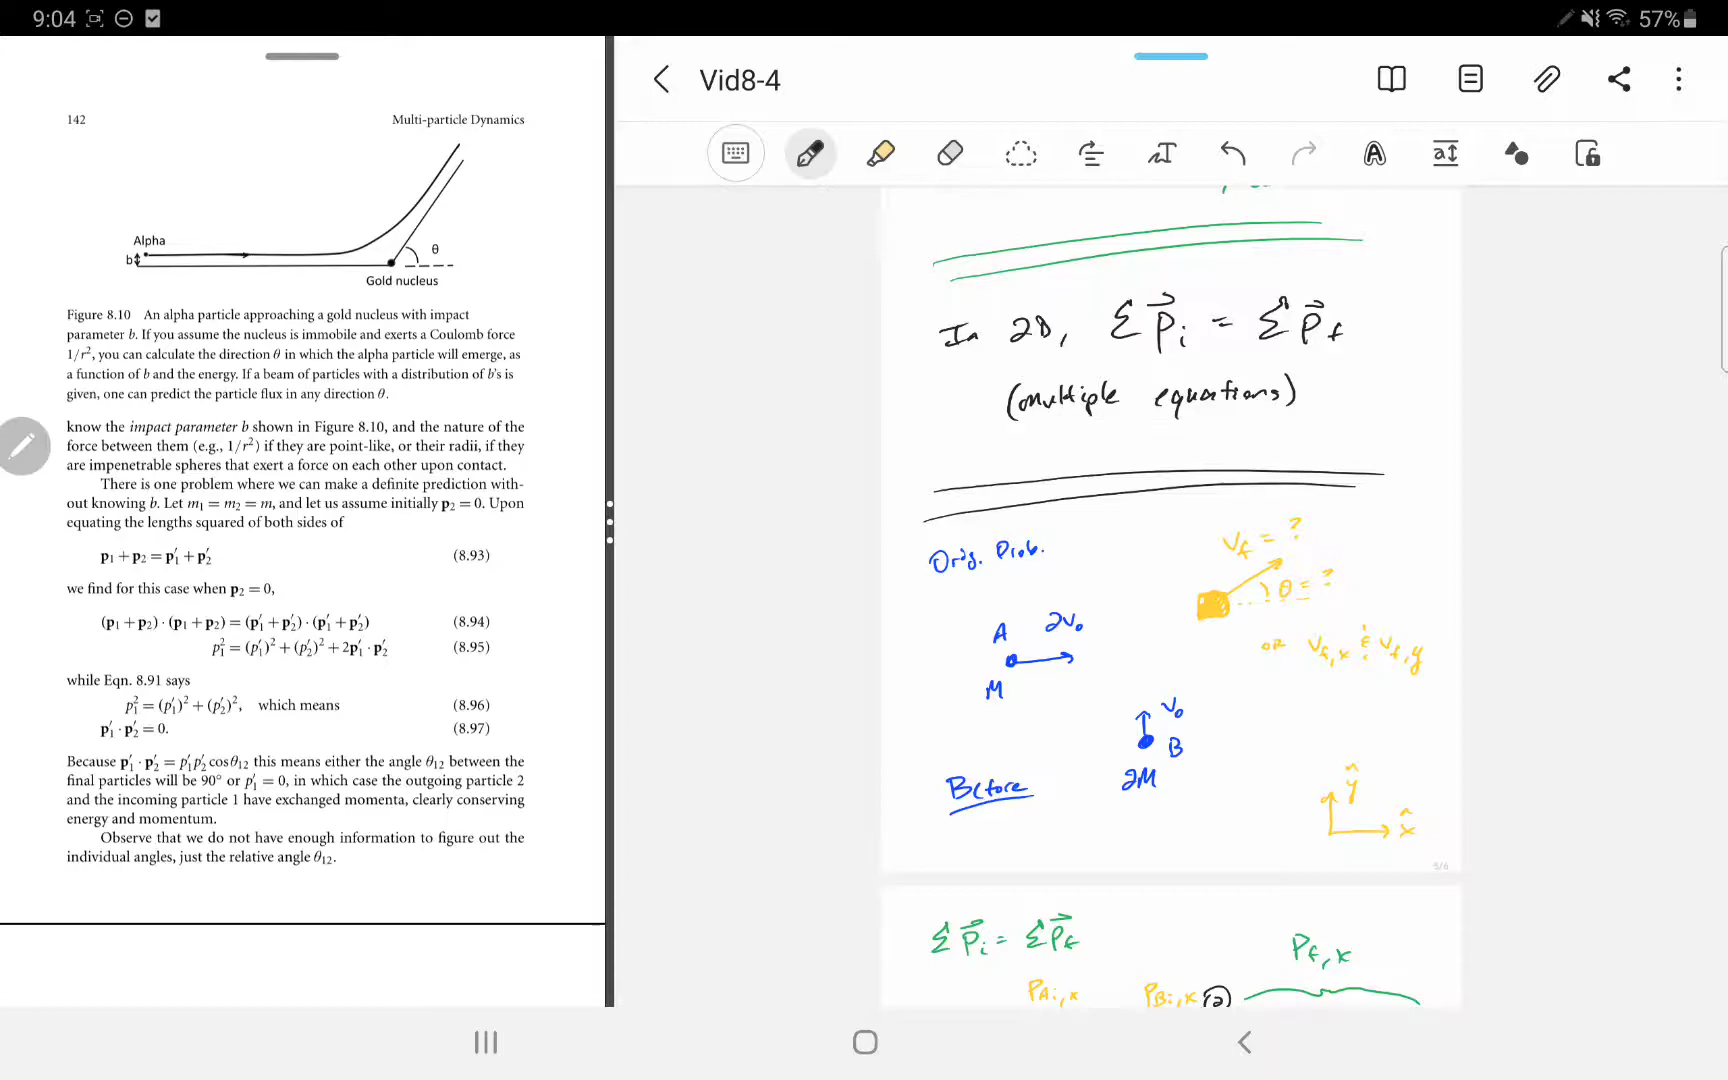 9:04
57%
142 Multi-particle Dynamics
Alpha
b
θ
Gold nucleus
Figure 8.10 An alpha particle approaching a gold nucleus with impact
parameter b. If you assume the nucleus is immobile and exerts a Coulomb force
1/r², you can calculate the direction θ in which the alpha particle will emerge, as
a function of b and the energy. If a beam of particles with a distribution of b's is
given, one can predict the particle flux in any direction θ.
know the impact parameter b shown in Figure 8.10, and the nature of the
force between them (e.g., 1/r²) if they are point-like, or their radii, if they
are impenetrable spheres that exert a force on each other upon contact.
There is one problem where we can make a definite prediction with-
out knowing b. Let m₁ = m₂ = m, and let us assume initially p₂ = 0. Upon
equating the lengths squared of both sides of
p₁ + p₂ = p′₁ + p′₂ (8.93)
we find for this case when p₂ = 0,
(p₁ + p₂) · (p₁ + p₂) = (p′₁ + p′₂) · (p′₁ + p′₂) (8.94)
p₁² = (p′₁)² + (p′₂)² + 2p′₁ · p′₂ (8.95)
while Eqn. 8.91 says
p₁² = (p′₁)² + (p′₂)², which means (8.96)
p′₁ · p′₂ = 0. (8.97)
Because p′₁ · p′₂ = p′₁p′₂ cos θ₁₂ this means either the angle θ₁₂ between the
final particles will be 90° or p′₁ = 0, in which case the outgoing particle 2
and the incoming particle 1 have exchanged momenta, clearly conserving
energy and momentum.
Observe that we do not have enough information to figure out the
individual angles, just the relative angle θ₁₂.
Vid8-4
In 2D, Σ p⃗ᵢ = Σ p⃗_f
(multiple equations)
Orig. Prob.
v_f = ?
θ = ?
A 2v₀
or v_f,x & v_f,y
M
v₀
B
Before 2M
ŷ
x̂
5/6
Σ p⃗ᵢ = Σ p⃗_f
P_f,x
P_Ai,x P_Bi,x